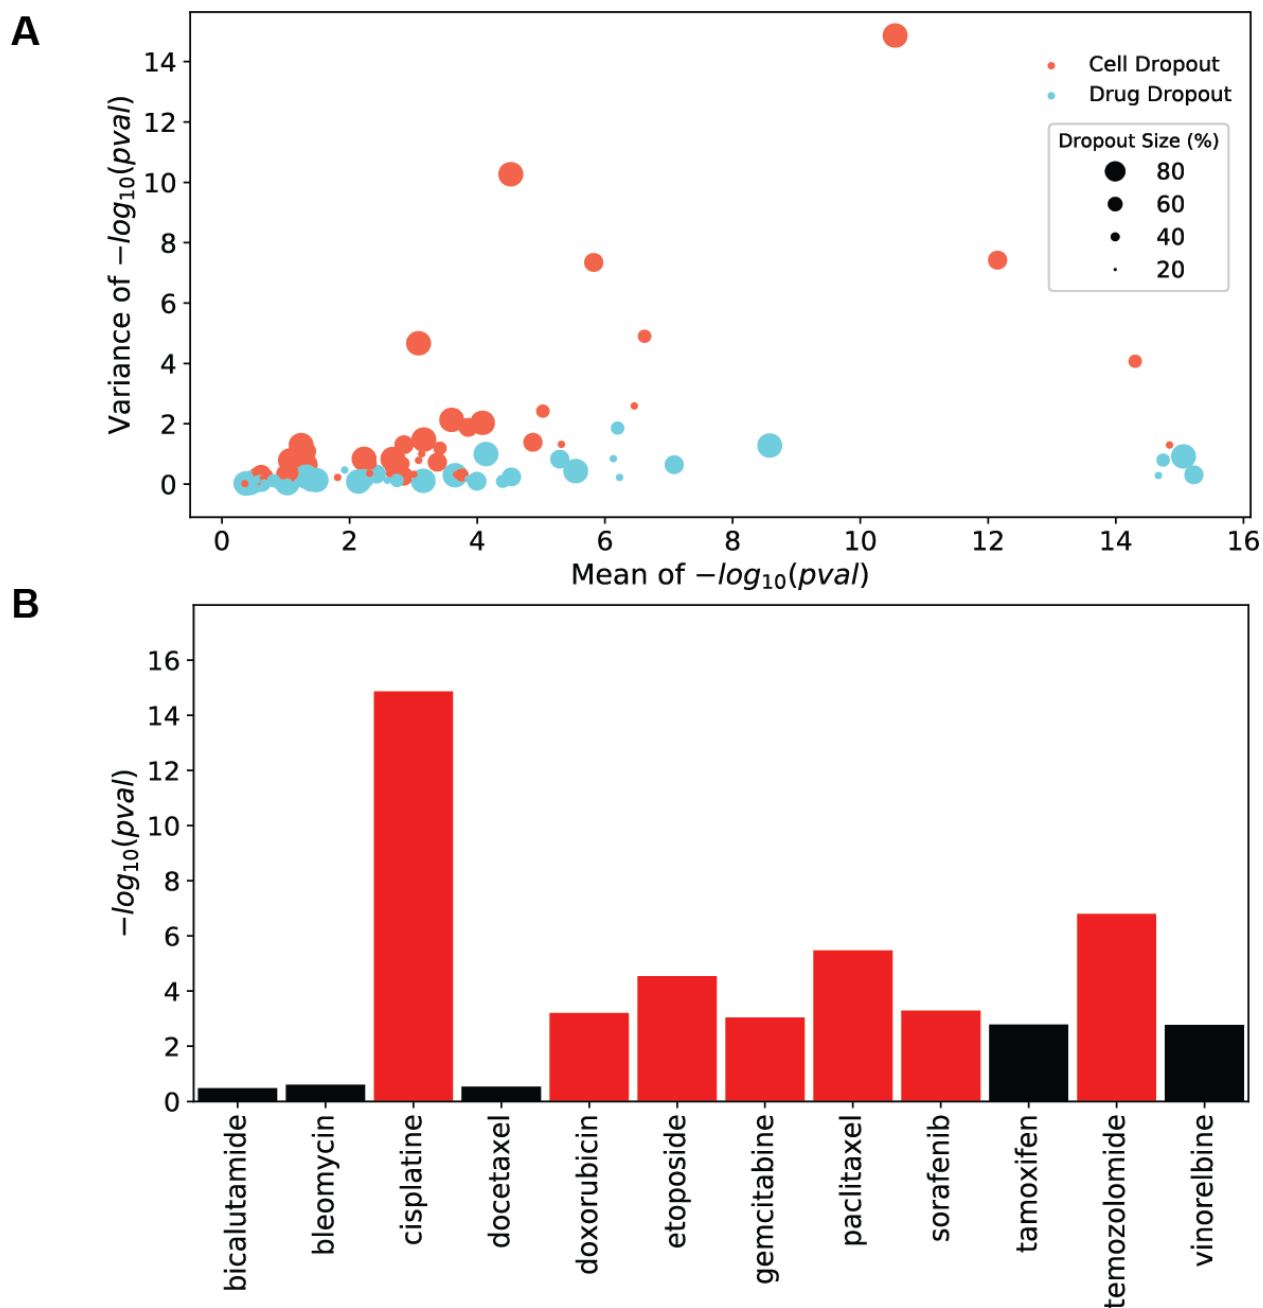 A
Variance of −log10(pval)
14
12
10
8
6
4
2
0
Cell Dropout
Drug Dropout
Dropout Size (%)
80
60
40
20
0 2 4 6 8 10 12 14 16
Mean of −log10(pval)
B
−log10(pval)
16
14
12
10
8
6
4
2
0
bicalutamide
bleomycin
cisplatine
docetaxel
doxorubicin
etoposide
gemcitabine
paclitaxel
sorafenib
tamoxifen
temozolomide
vinorelbine